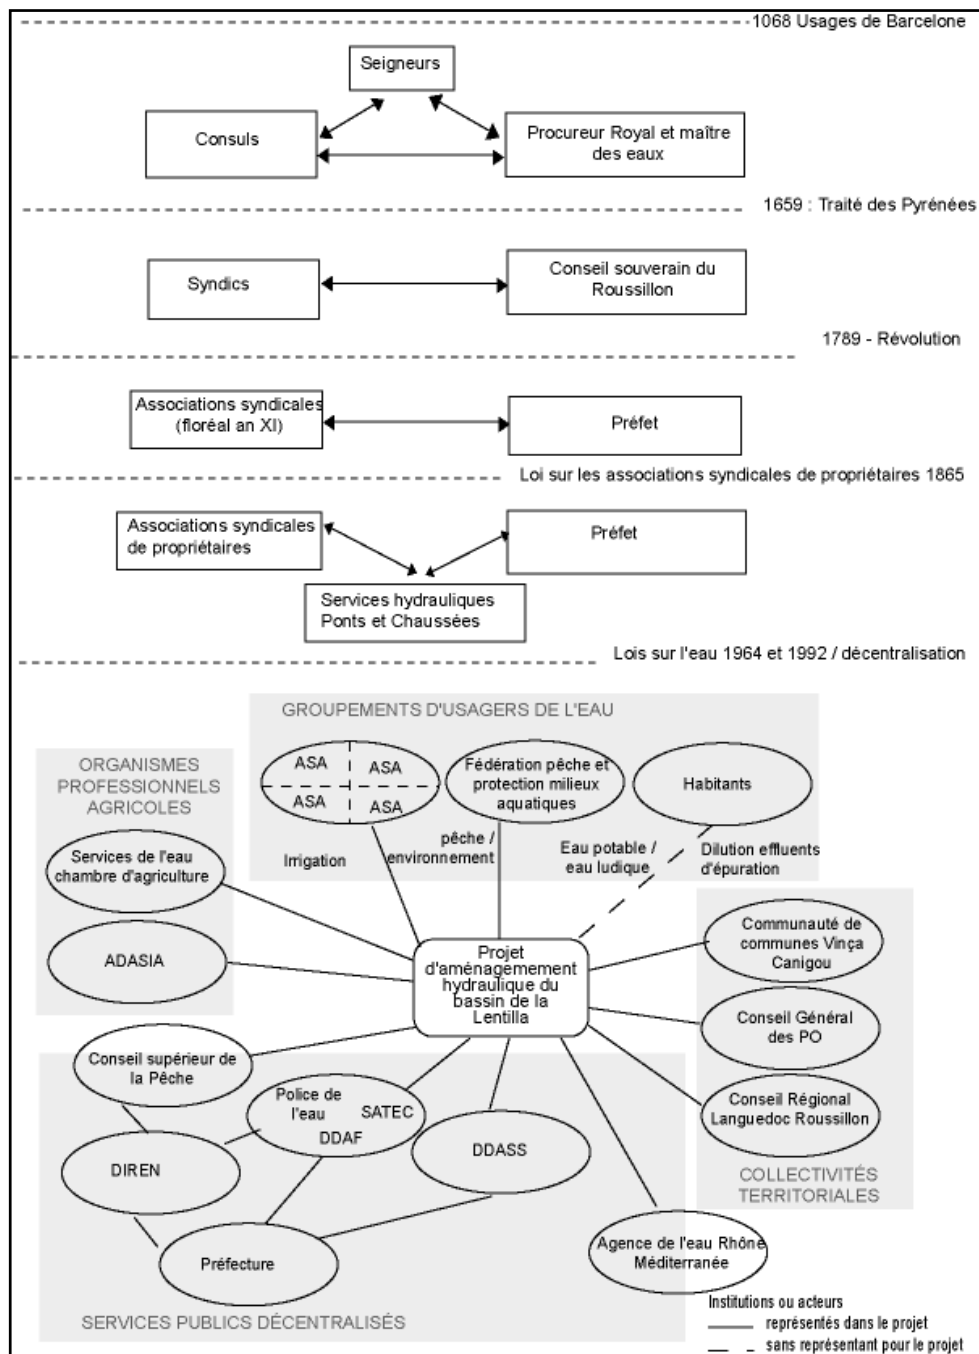 1068 Usages de Barcelone
Seigneurs
Consuls
Procureur Royal et maître
des eaux
1659 : Traité des Pyrénées
Syndics
Conseil souverain du
Roussillon
1789 - Révolution
Associations syndicales
(floréal an XI)
Préfet
Loi sur les associations syndicales de propriétaires 1865
Associations syndicales
de propriétaires
Préfet
Services hydrauliques
Ponts et Chaussées
Lois sur l'eau 1964 et 1992 / décentralisation
GROUPEMENTS D'USAGERS DE L'EAU
ASA
ASA
ASA
ASA
Fédération pêche et
protection milieux
aquatiques
Habitants
Irrigation
pêche /
environnement
Eau potable /
eau ludique
Dilution effluents
d'épuration
ORGANISMES
PROFESSIONNELS
AGRICOLES
Services de l'eau
chambre d'agriculture
ADASIA
Projet
d'aménagemement
hydraulique du
bassin de la
Lentilla
Communauté de
communes Vinça
Canigou
Conseil Général
des PO
Conseil Régional
Languedoc Roussillon
COLLECTIVITÉS
TERRITORIALES
Conseil supérieur de
la Pêche
Police de
l'eau
SATEC
DDAF
DDASS
DIREN
Préfecture
Agence de l'eau Rhône
Méditerranée
SERVICES PUBLICS DÉCENTRALISÉS
Institutions ou acteurs
représentés dans le projet
sans représentant pour le projet